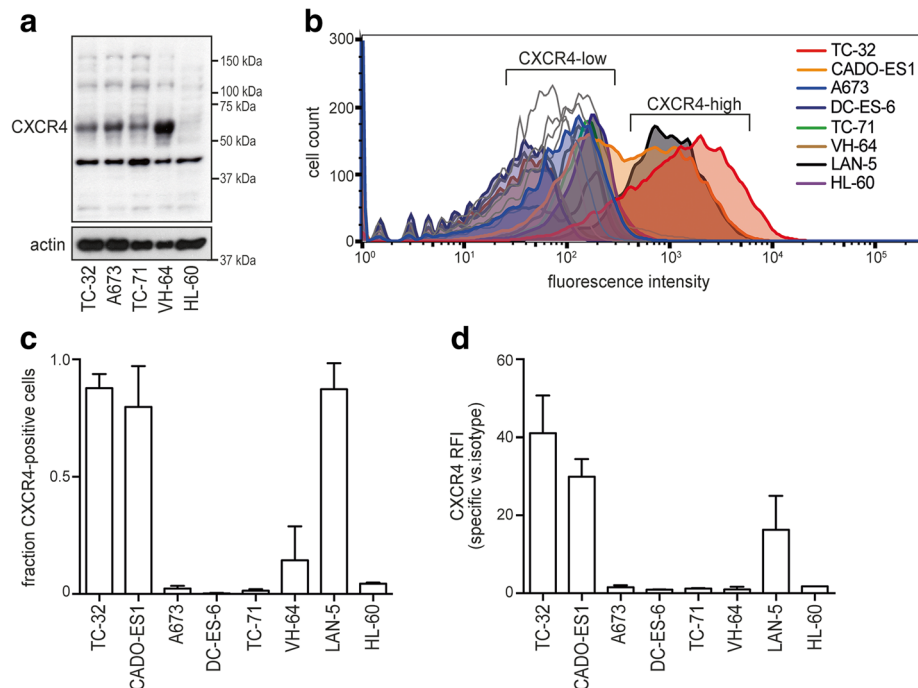 a
CXCR4
150 kDa
100 kDa
75 kDa
50 kDa
37 kDa
actin
37 kDa
TC-32
A673
TC-71
VH-64
HL-60
b
cell count
300
200
100
0
CXCR4-low
CXCR4-high
TC-32
CADO-ES1
A673
DC-ES-6
TC-71
VH-64
LAN-5
HL-60
10⁰ 10¹ 10² 10³ 10⁴ 10⁵
fluorescence intensity
c
fraction CXCR4-positive cells
1.0
0.5
0
TC-32
CADO-ES1
A673
DC-ES-6
TC-71
VH-64
LAN-5
HL-60
d
CXCR4 RFI
(specific vs.isotype)
60
40
20
0
TC-32
CADO-ES1
A673
DC-ES-6
TC-71
VH-64
LAN-5
HL-60